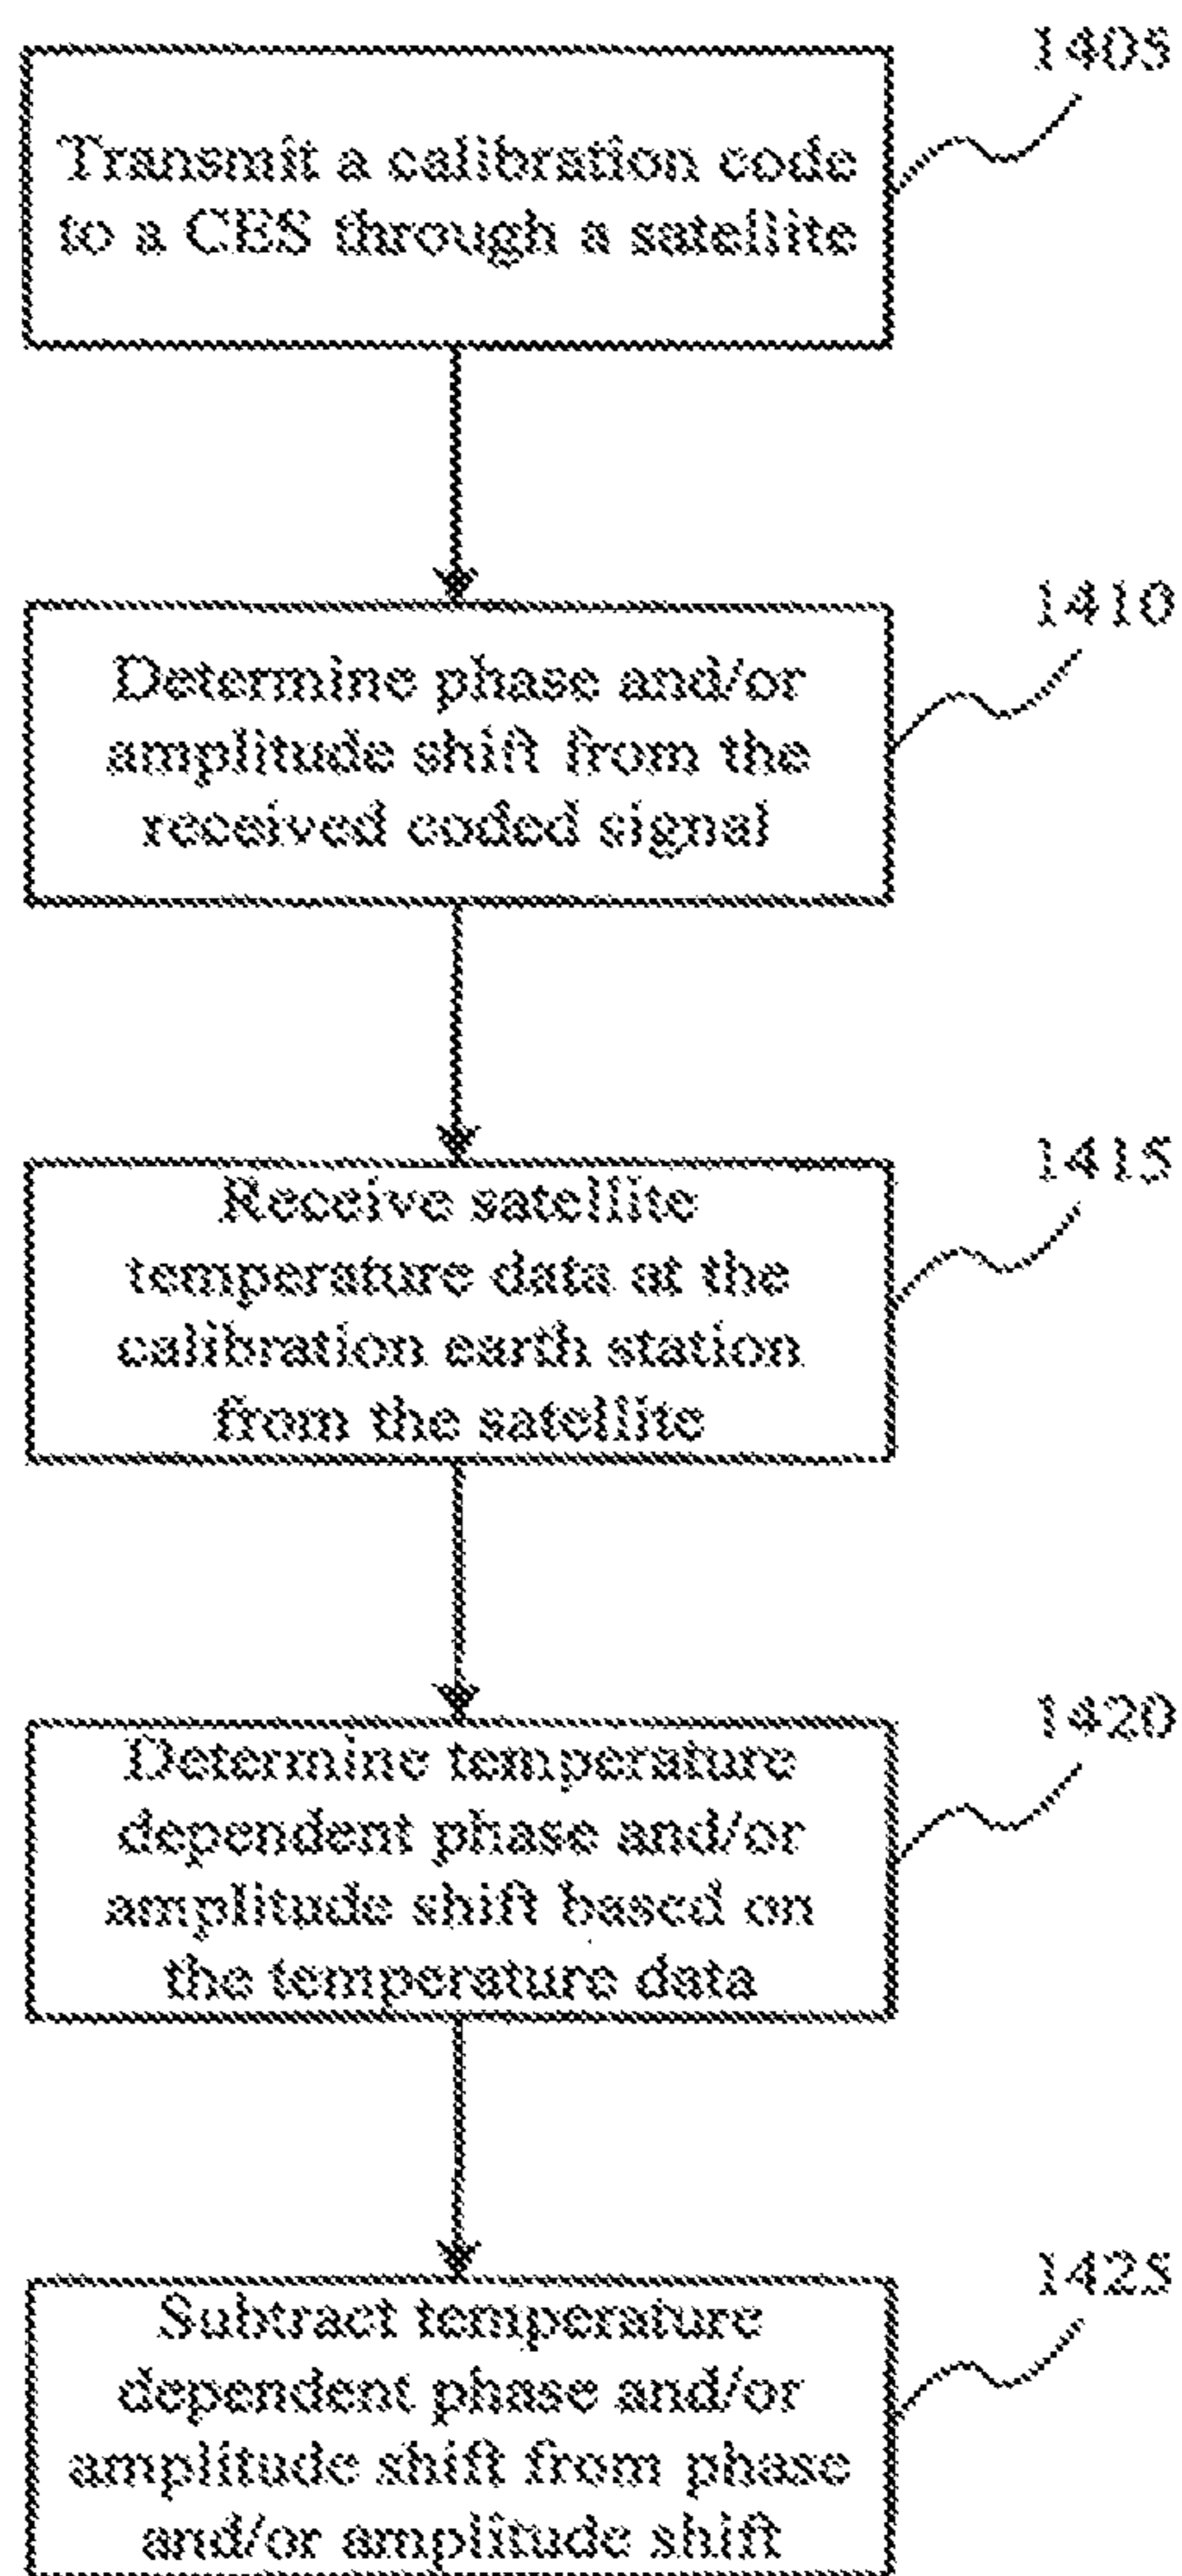 1405
Transmit a calibration code
to a CES through a satellite
1410
Determine phase and/or
amplitude shift from the
received coded signal
1415
Receive satellite
temperature data at the
calibration earth station
from the satellite
1420
Determine temperature
dependent phase and/or
amplitude shift based on
the temperature data
1425
Subtract temperature
dependent phase and/or
amplitude shift from phase
and/or amplitude shift